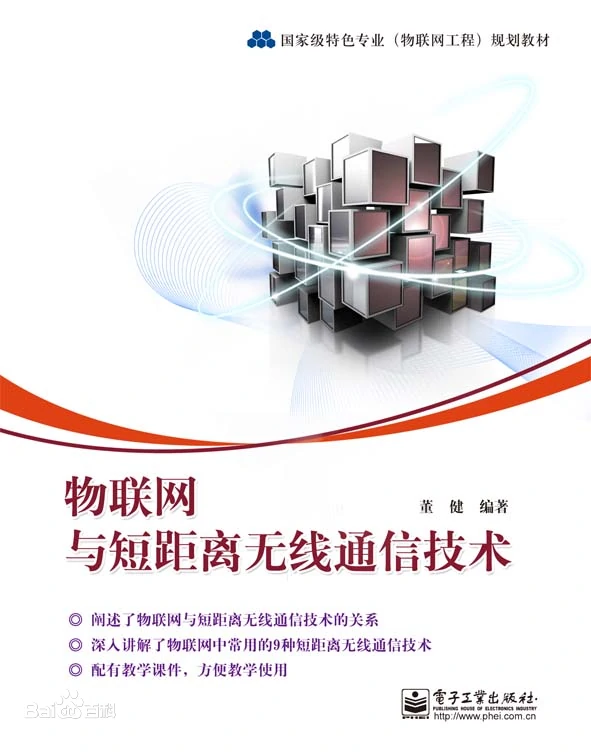 国家级特色专业（物联网工程）规划教材
物联网
董 健 编著
与短距离无线通信技术
◎ 阐述了物联网与短距离无线通信技术的关系
◎ 深入讲解了物联网中常用的9种短距离无线通信技术
◎ 配有教学课件，方便教学使用
Bai百科
電子工業出版社·
PUBLISHING HOUSE OF ELECTRONICS INDUSTRY
http://www.phei.com.cn